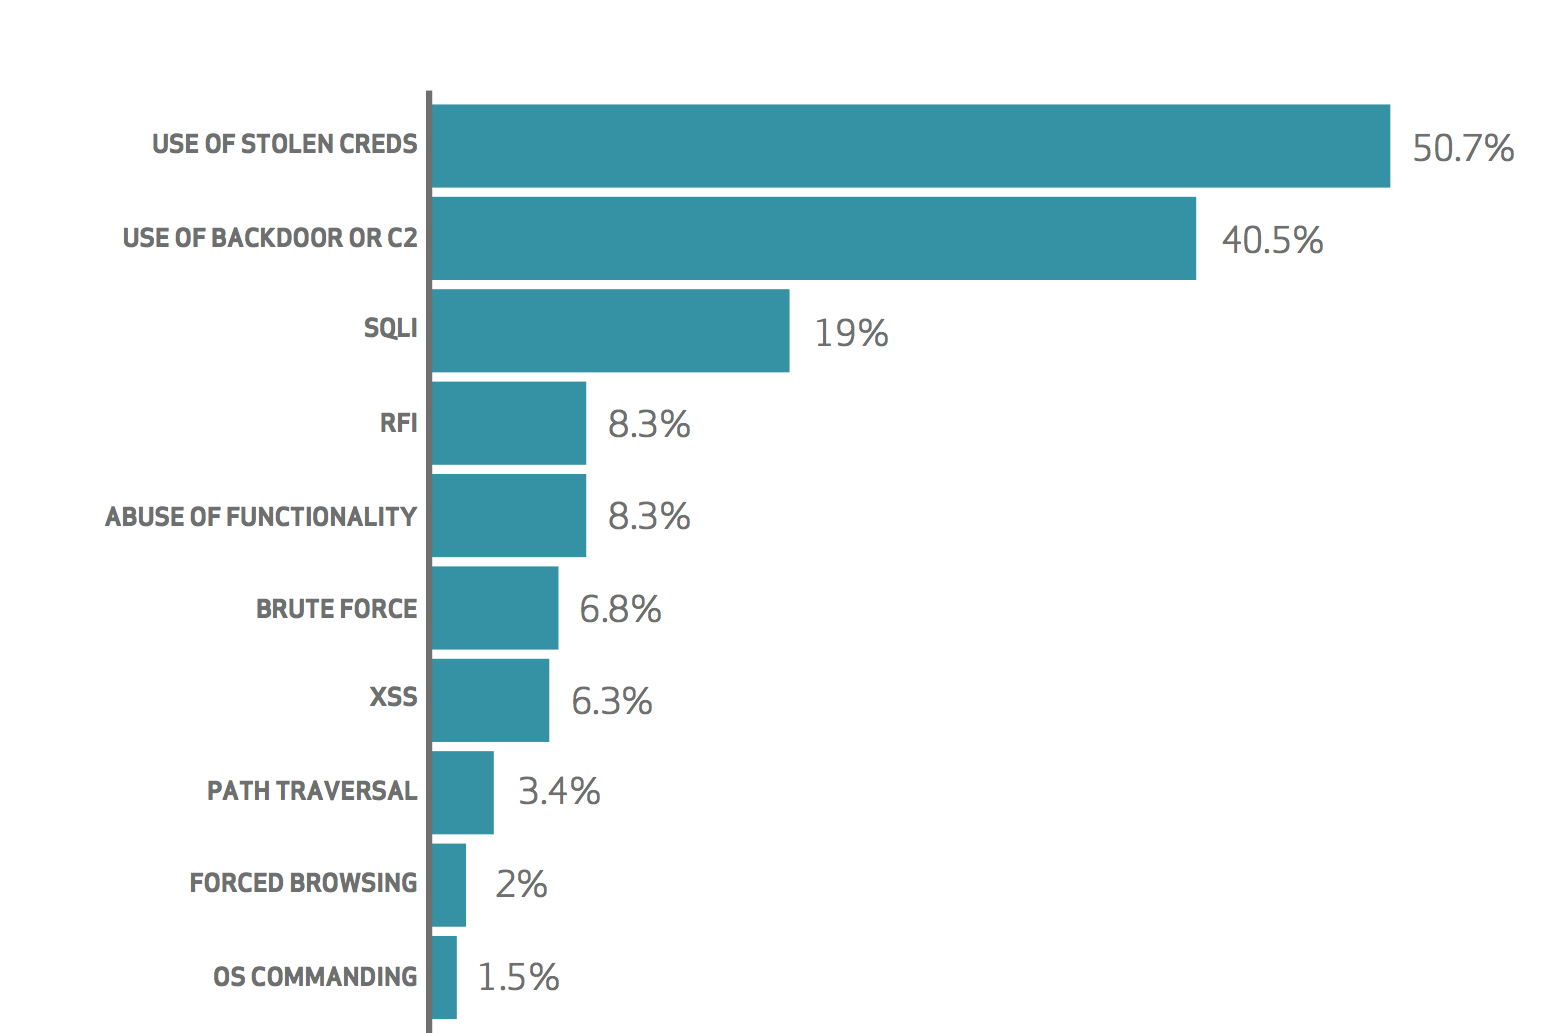 USE OF STOLEN CREDS 50.7%
USE OF BACKDOOR OR C2 40.5%
SQLI 19%
RFI 8.3%
ABUSE OF FUNCTIONALITY 8.3%
BRUTE FORCE 6.8%
XSS 6.3%
PATH TRAVERSAL 3.4%
FORCED BROWSING 2%
OS COMMANDING 1.5%